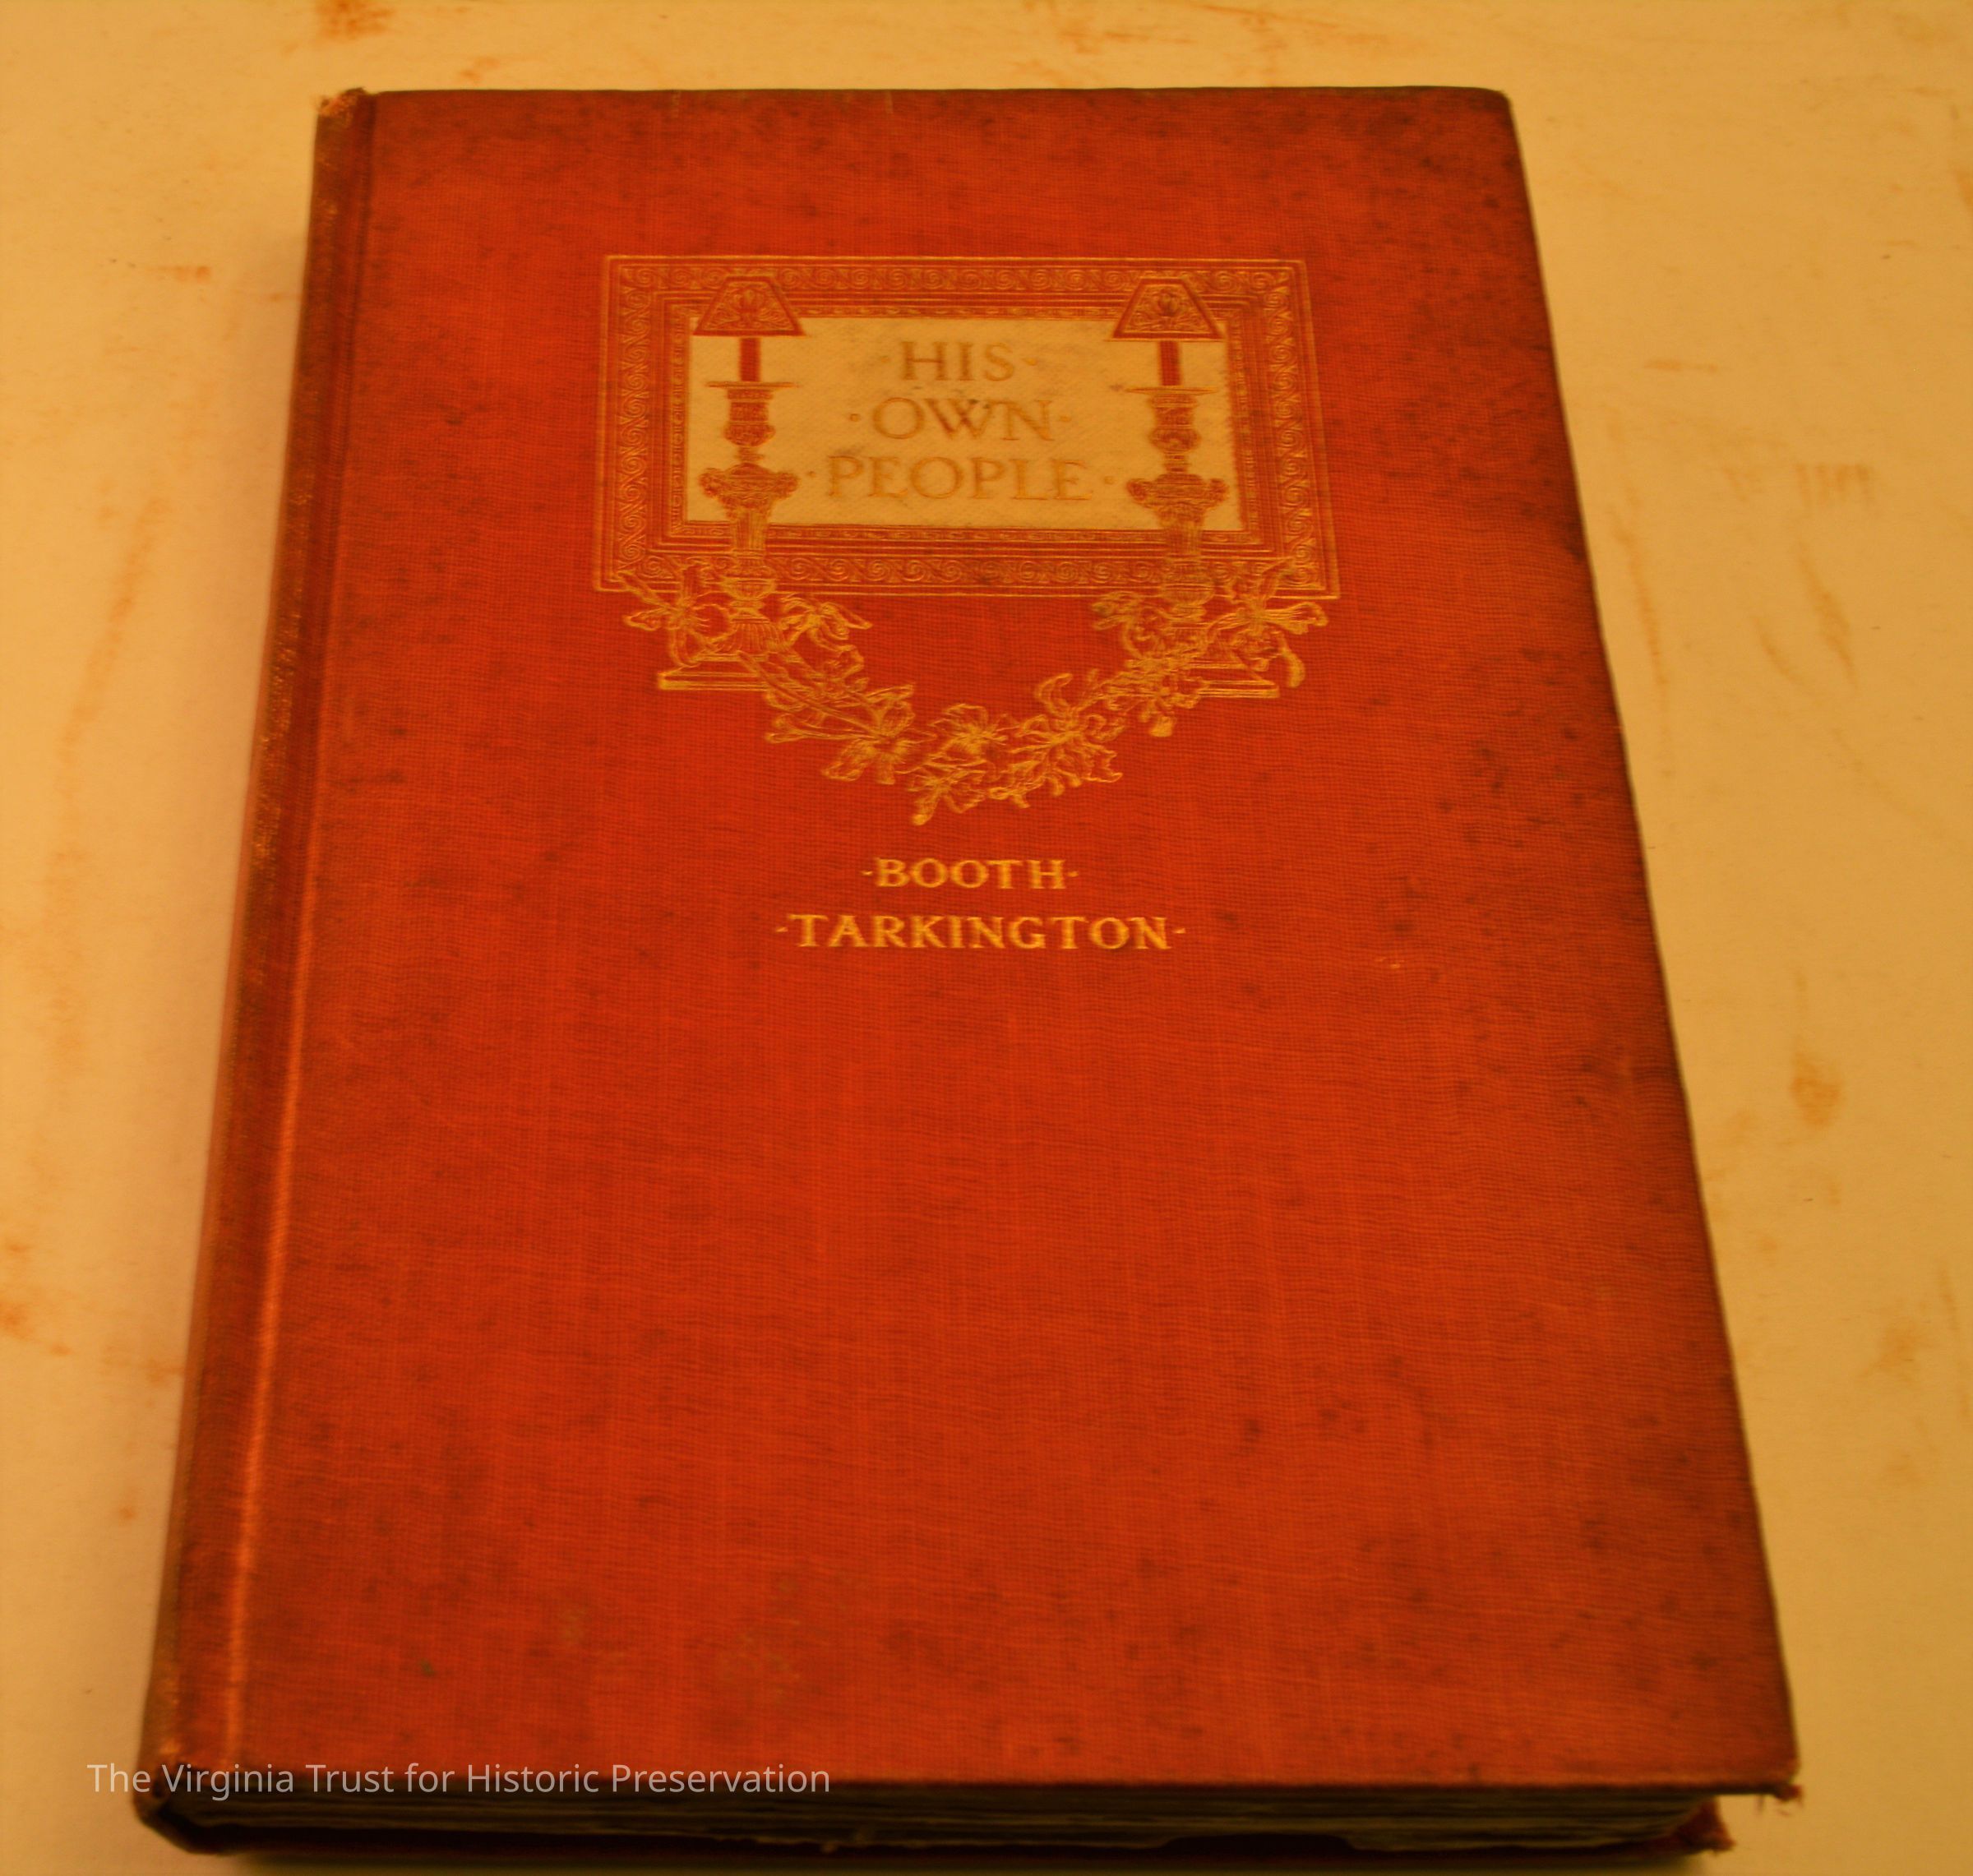 ·HIS·
·OWN·
·PEOPLE·
·BOOTH·
·TARKINGTON·
The Virginia Trust for Historic Preservation